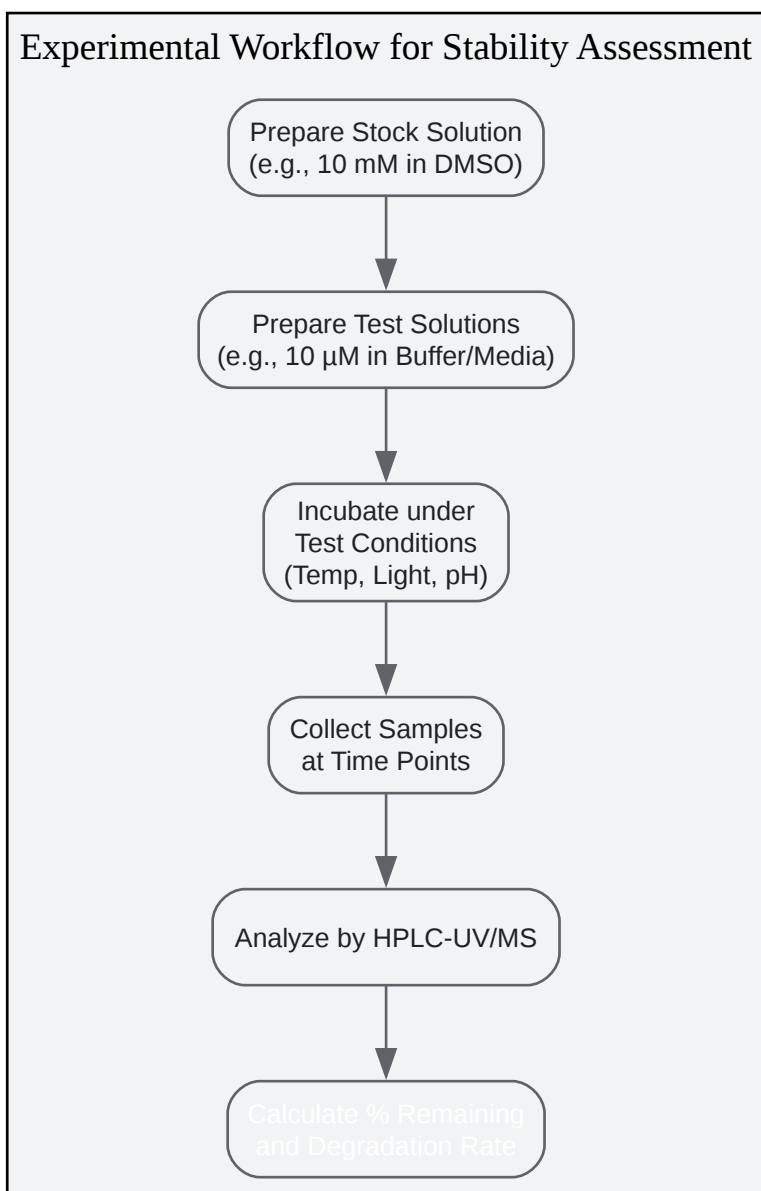 Experimental Workflow for Stability Assessment
Prepare Stock Solution
(e.g., 10 mM in DMSO)
Prepare Test Solutions
(e.g., 10 µM in Buffer/Media)
Incubate under
Test Conditions
(Temp, Light, pH)
Collect Samples
at Time Points
Analyze by HPLC-UV/MS
Calculate % Remaining
and Degradation Rate